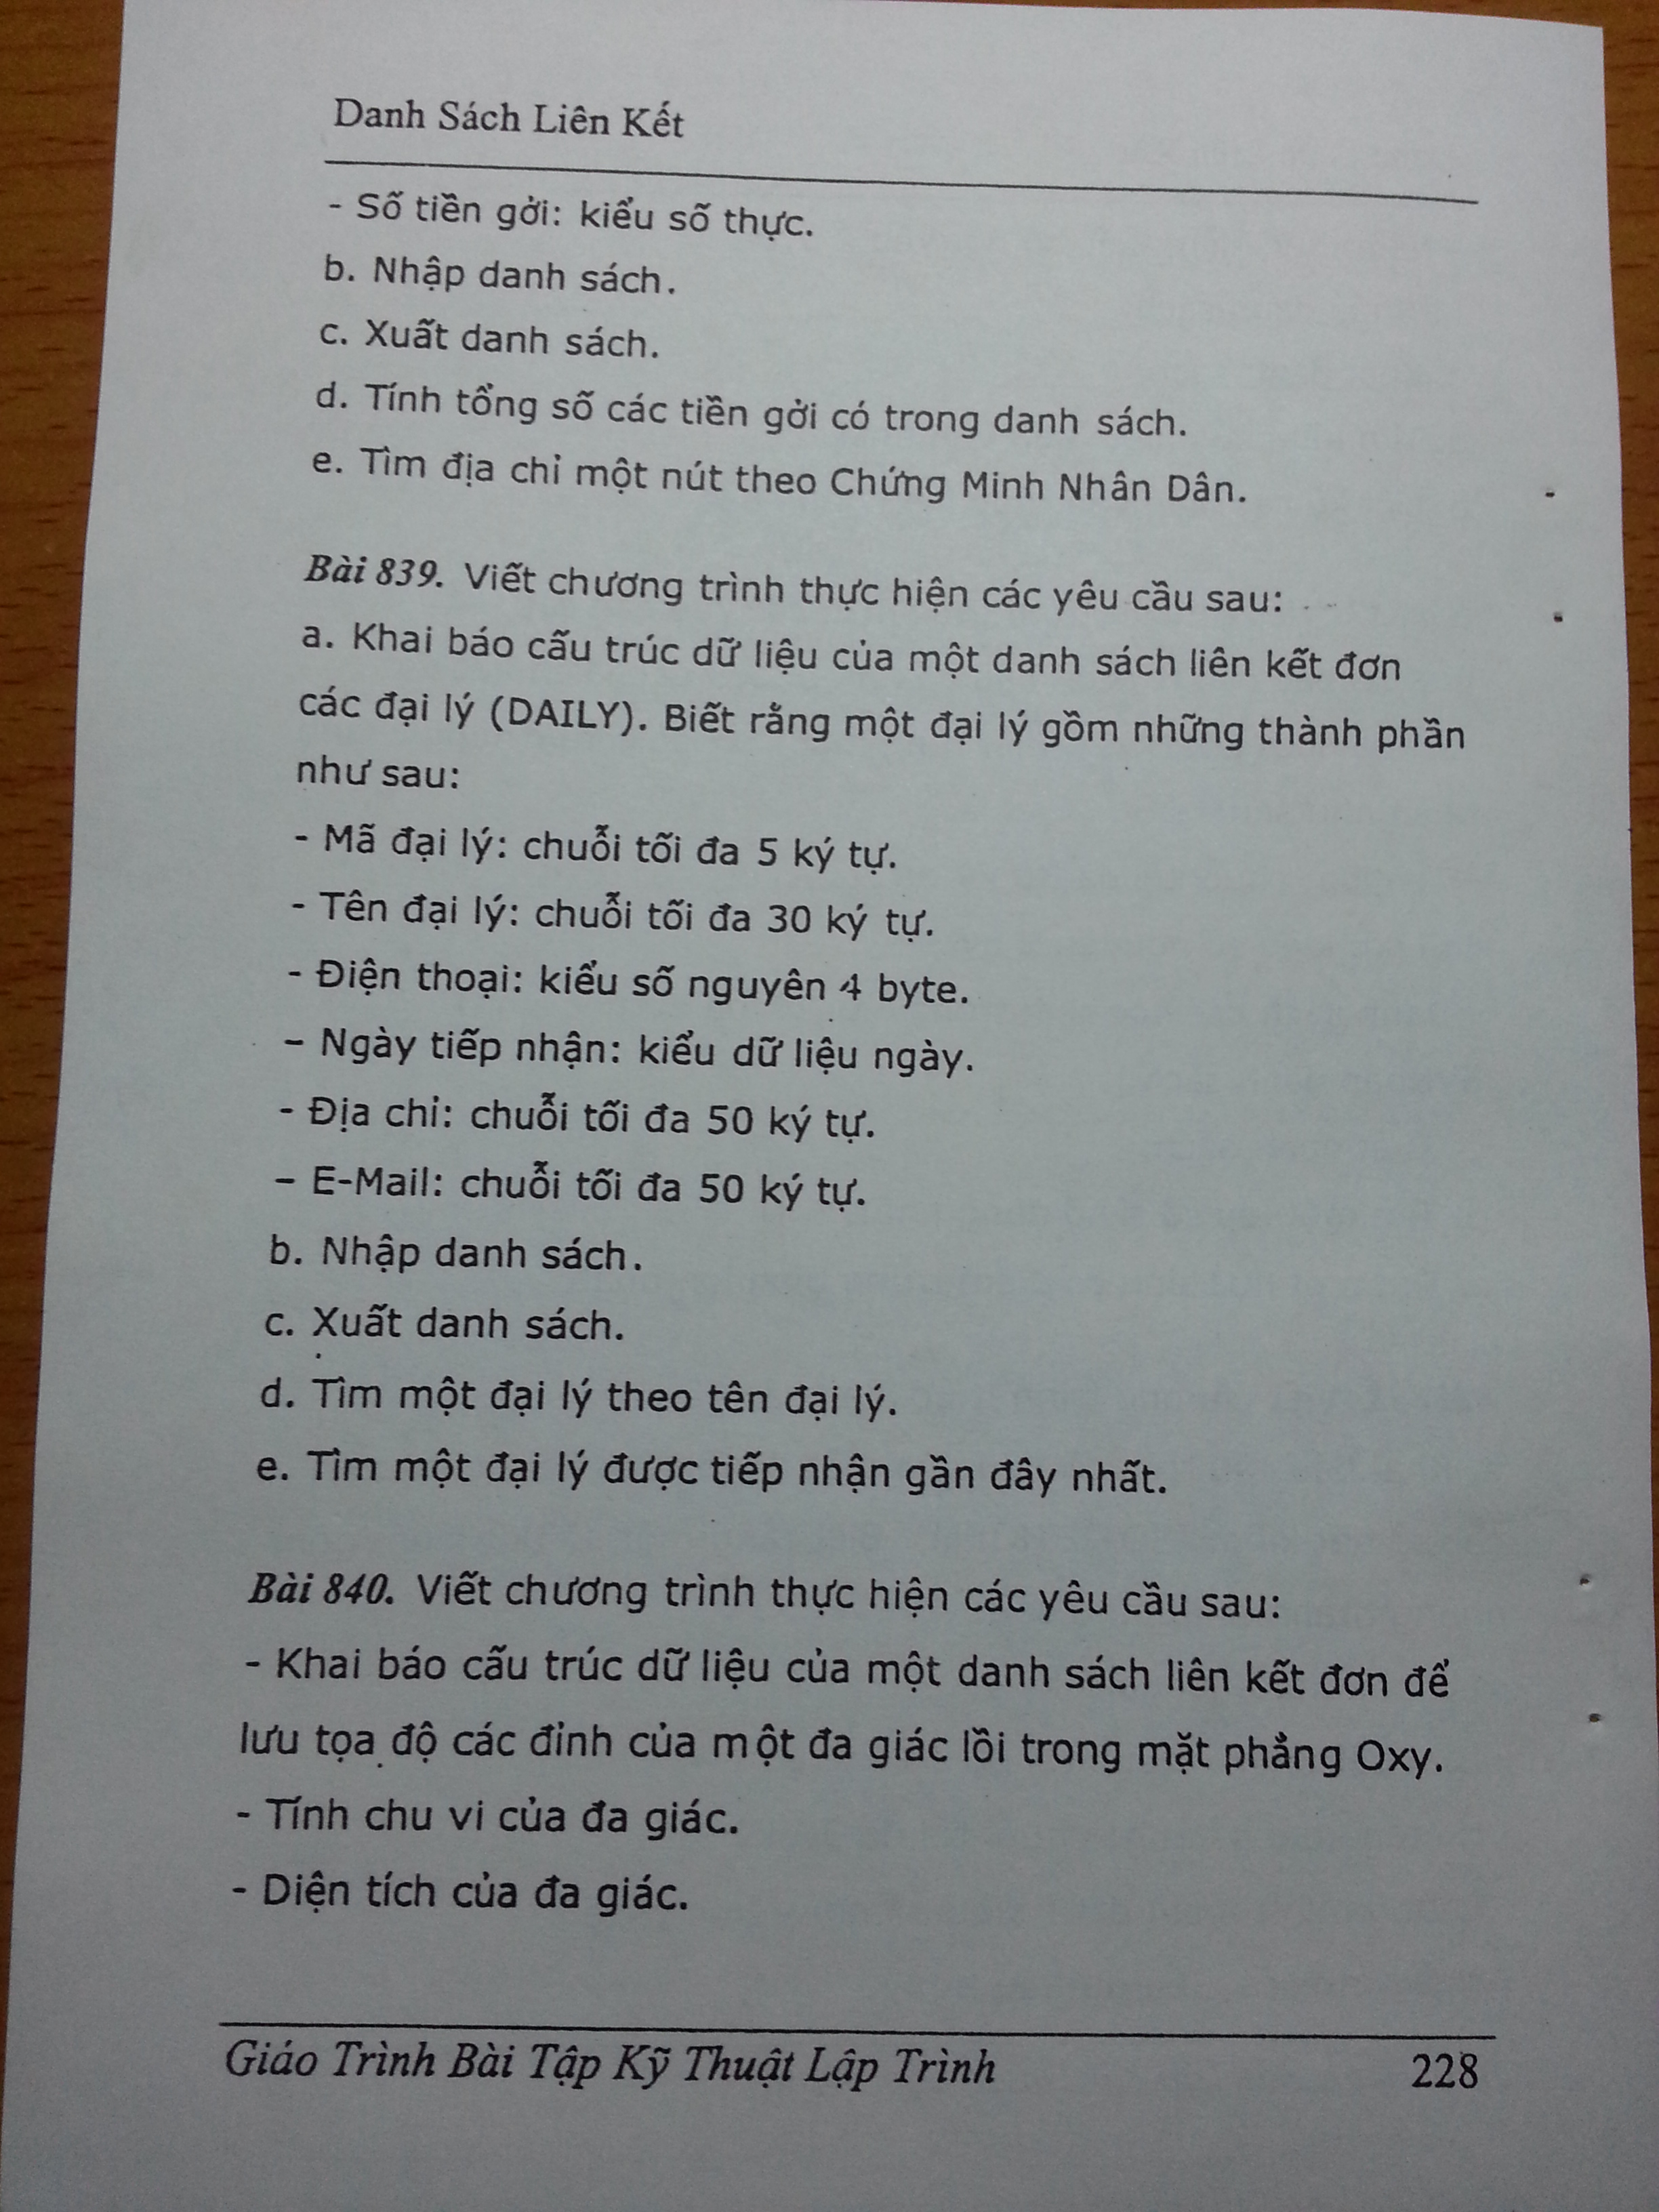 Danh Sách Liên Kết
- Số tiền gởi: kiểu số thực.
b. Nhập danh sách.
c. Xuất danh sách.
d. Tính tổng số các tiền gởi có trong danh sách.
e. Tìm địa chỉ một nút theo Chứng Minh Nhân Dân.
Bài 839. Viết chương trình thực hiện các yêu cầu sau:
a. Khai báo cấu trúc dữ liệu của một danh sách liên kết đơn
các đại lý (DAILY). Biết rằng một đại lý gồm những thành phần
như sau:
- Mã đại lý: chuỗi tối đa 5 ký tự.
- Tên đại lý: chuỗi tối đa 30 ký tự.
- Điện thoại: kiểu số nguyên 4 byte.
– Ngày tiếp nhận: kiểu dữ liệu ngày.
- Địa chỉ: chuỗi tối đa 50 ký tự.
– E-Mail: chuỗi tối đa 50 ký tự.
b. Nhập danh sách.
c. Xuất danh sách.
d. Tìm một đại lý theo tên đại lý.
e. Tìm một đại lý được tiếp nhận gần đây nhất.
Bài 840. Viết chương trình thực hiện các yêu cầu sau:
- Khai báo cấu trúc dữ liệu của một danh sách liên kết đơn để
lưu tọa độ các đỉnh của một đa giác lồi trong mặt phẳng Oxy.
- Tính chu vi của đa giác.
- Diện tích của đa giác.
Giáo Trình Bài Tập Kỹ Thuật Lập Trình 228